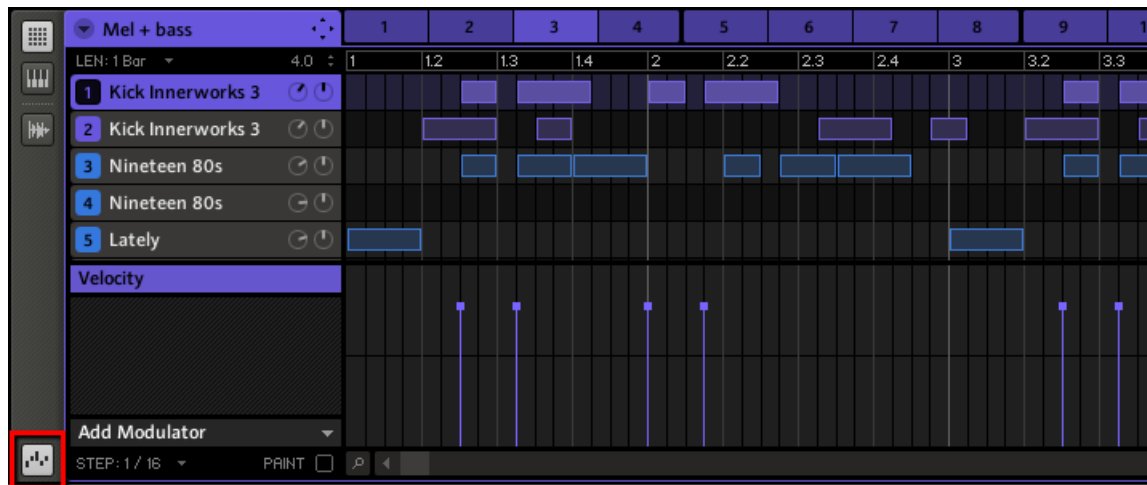 Mel + bass 1 2 3 4 5 6 7 8 9 1
LEN: 1 Bar 4.0 1 1.2 1.3 1.4 2 2.2 2.3 2.4 3 3.2 3.3
1 Kick Innerworks 3
2 Kick Innerworks 3
3 Nineteen 80s
4 Nineteen 80s
5 Lately
Velocity
Add Modulator
STEP: 1 / 16 PAINT